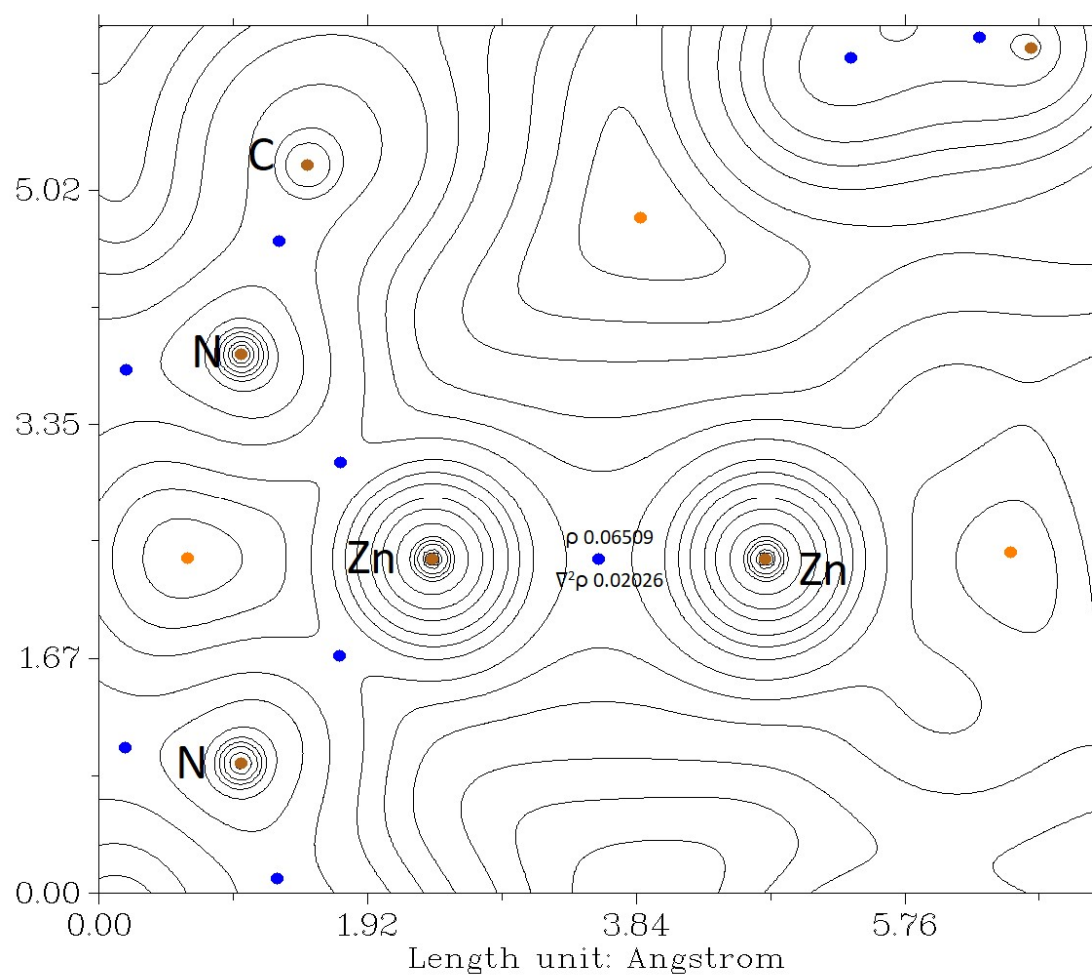 C
5.02
N
3.35
ρ 0.06509
Zn
Zn
∇²ρ 0.02026
1.67
N
0.00
0.00 1.92 3.84 5.76
Length unit: Angstrom